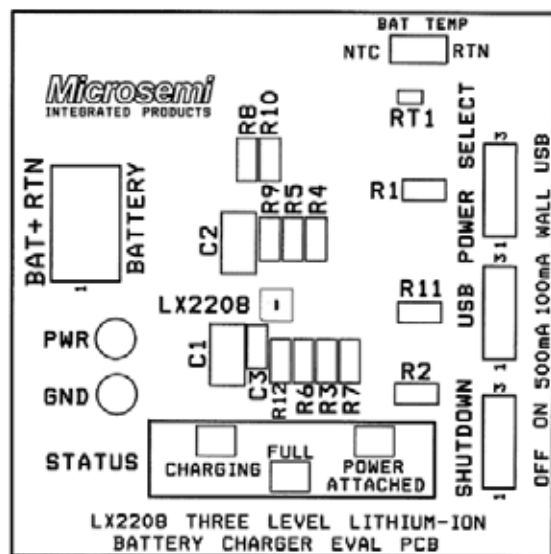 BAT TEMP
NTC RTN
Microsemi
INTEGRATED PRODUCTS
RT1
R8
R10
POWER SELECT
3
1
WALL USB
R1
BAT+ RTN
BATTERY
1
C2
R9
R5
R4
LX2208
R11
USB
3
1
500mA 100mA
PWR
GND
C1
C3
R12
R6
R3
R7
R2
SHUTDOWN
3
1
OFF ON
STATUS
CHARGING
FULL
POWER
ATTACHED
LX2208 THREE LEVEL LITHIUM-ION
BATTERY CHARGER EVAL PCB